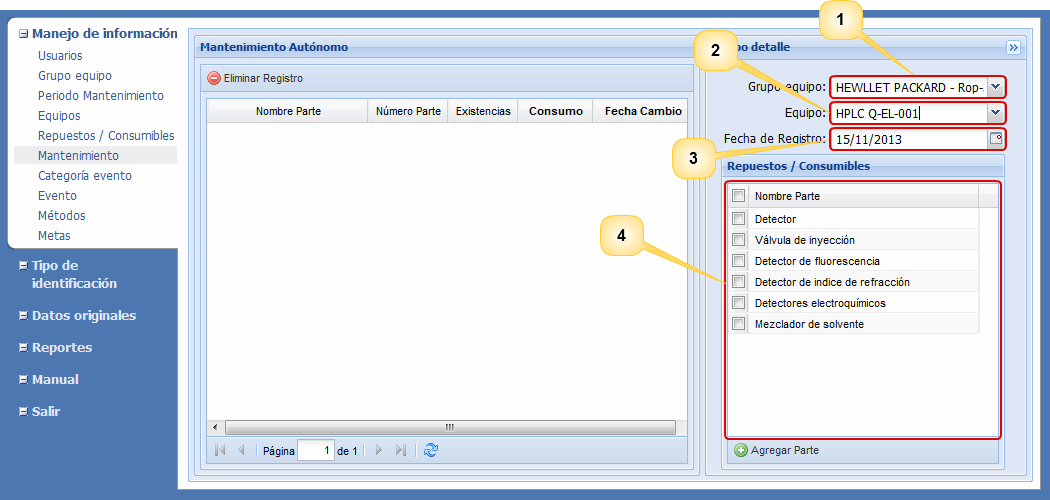 1
2
3
4
Manejo de información
Usuarios
Grupo equipo
Periodo Mantenimiento
Equipos
Repuestos / Consumibles
Mantenimiento
Categoría evento
Evento
Métodos
Metas
Tipo de
identificación
Datos originales
Reportes
Manual
Salir
Mantenimiento Autónomo
Eliminar Registro
Nombre Parte Número Parte Existencias Consumo Fecha Cambio
Página 1 de 1
po detalle
Grupo equipo: HEWLLET PACKARD - Rop-
Equipo: HPLC Q-EL-001
Fecha de Registro: 15/11/2013
Repuestos / Consumibles
Nombre Parte
Detector
Válvula de inyección
Detector de fluorescencia
Detector de indice de refracción
Detectores electroquímicos
Mezclador de solvente
Agregar Parte